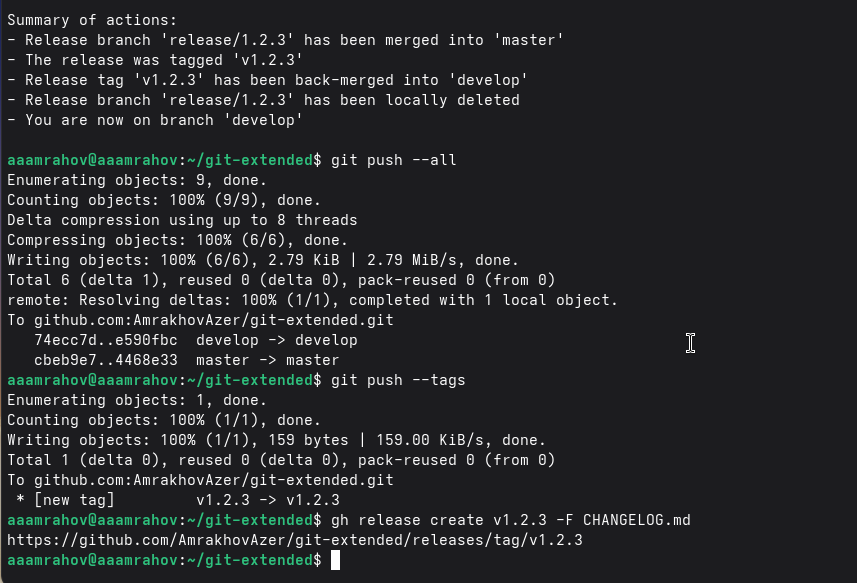 Summary of actions:
- Release branch 'release/1.2.3' has been merged into 'master'
- The release was tagged 'v1.2.3'
- Release tag 'v1.2.3' has been back-merged into 'develop'
- Release branch 'release/1.2.3' has been locally deleted
- You are now on branch 'develop'
aaamrahov@aaamrahov:~/git-extended$ git push --all
Enumerating objects: 9, done.
Counting objects: 100% (9/9), done.
Delta compression using up to 8 threads
Compressing objects: 100% (6/6), done.
Writing objects: 100% (6/6), 2.79 KiB | 2.79 MiB/s, done.
Total 6 (delta 1), reused 0 (delta 0), pack-reused 0 (from 0)
remote: Resolving deltas: 100% (1/1), completed with 1 local object.
To github.com:AmrakhovAzer/git-extended.git
   74ecc7d..e590fbc  develop -> develop
   cbeb9e7..4468e33  master -> master
aaamrahov@aaamrahov:~/git-extended$ git push --tags
Enumerating objects: 1, done.
Counting objects: 100% (1/1), done.
Writing objects: 100% (1/1), 159 bytes | 159.00 KiB/s, done.
Total 1 (delta 0), reused 0 (delta 0), pack-reused 0 (from 0)
To github.com:AmrakhovAzer/git-extended.git
 * [new tag]         v1.2.3 -> v1.2.3
aaamrahov@aaamrahov:~/git-extended$ gh release create v1.2.3 -F CHANGELOG.md
https://github.com/AmrakhovAzer/git-extended/releases/tag/v1.2.3
aaamrahov@aaamrahov:~/git-extended$